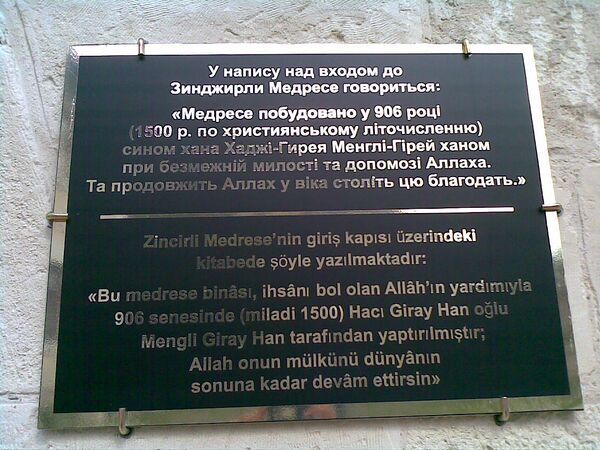 У напису над входом до
Зинджирли Медресе говориться:
«Медресе побудовано у 906 році
(1500 р. по християнському літочисленню)
сином хана Хаджі-Гирея Менглі-Гірей ханом
при безмежній милості та допомозі Аллаха.
Та продовжить Аллах у віка століть цю благодать.»
Zincirli Medrese'nin giriş kapısı üzerindeki
kitabede şöyle yazılmaktadır:
«Bu medrese binâsı, ihsânı bol olan Allâh'ın yardımıyla
906 senesinde (miladi 1500) Hacı Giray Han oğlu
Mengli Giray Han tarafından yaptırılmıştır;
Allah onun mülkünü dünyânın
sonuna kadar devâm ettirsin»